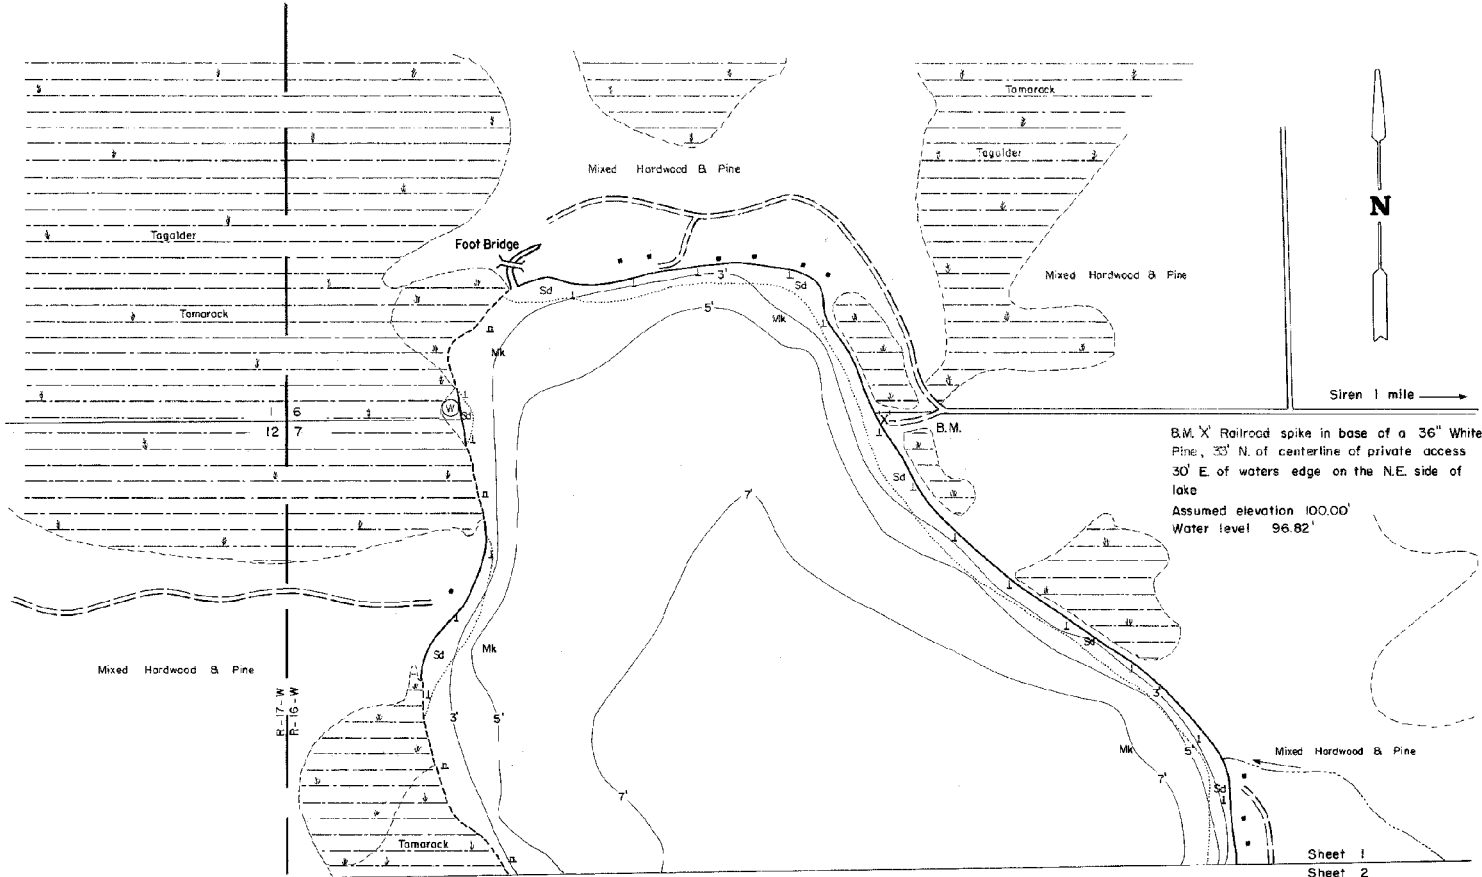 Tamarack
Tagalder
Mixed Hardwood & Pine
N
Tagalder
Foot Bridge
Mixed Hardwood & Pine
Sd
3'
Sd
Tamarack
5'
Mk
Mk
Siren 1 mile
1 6
W
Sd
12 7
X
B.M.
B.M. 'X' Railroad spike in base of a 36" White
Pine, 33' N. of centerline of private access
30' E. of waters edge on the N.E. side of
lake
Assumed elevation 100.00'
Water level 96.82'
Sd
7'
Mixed Hardwood & Pine
Sd
Mk
Sd
R-17-W
R-16-W
3'
5'
3'
Mk
5'
Mixed Hardwood & Pine
7'
7'
Sd
Tamarack
Sheet 1
Sheet 2